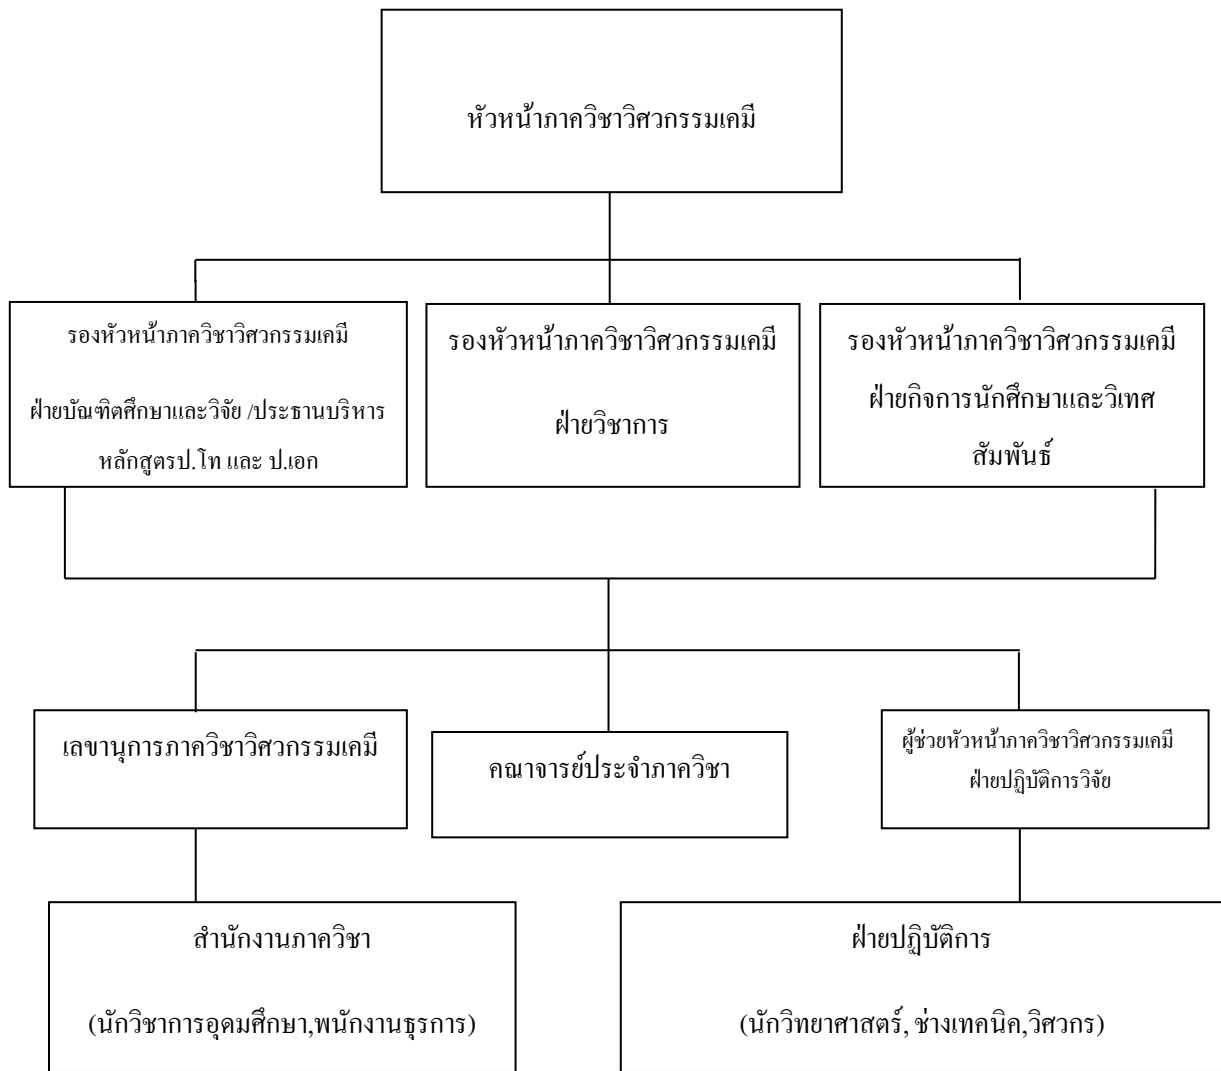 หัวหน้าภาควิชาวิศวกรรมเคมี
รองหัวหน้าภาควิชาวิศวกรรมเคมี
ฝ่ายบัณฑิตศึกษาและวิจัย /ประธานบริหาร
หลักสูตรป.โท และ ป.เอก
รองหัวหน้าภาควิชาวิศวกรรมเคมี
ฝ่ายวิชาการ
รองหัวหน้าภาควิชาวิศวกรรมเคมี
ฝ่ายกิจการนักศึกษาและวิเทศ
สัมพันธ์
เลขานุการภาควิชาวิศวกรรมเคมี
คณาจารย์ประจำภาควิชา
ผู้ช่วยหัวหน้าภาควิชาวิศวกรรมเคมี
ฝ่ายปฏิบัติการวิจัย
สำนักงานภาควิชา
(นักวิชาการอุดมศึกษา,พนักงานธุรการ)
ฝ่ายปฏิบัติการ
(นักวิทยาศาสตร์, ช่างเทคนิค,วิศวกร)